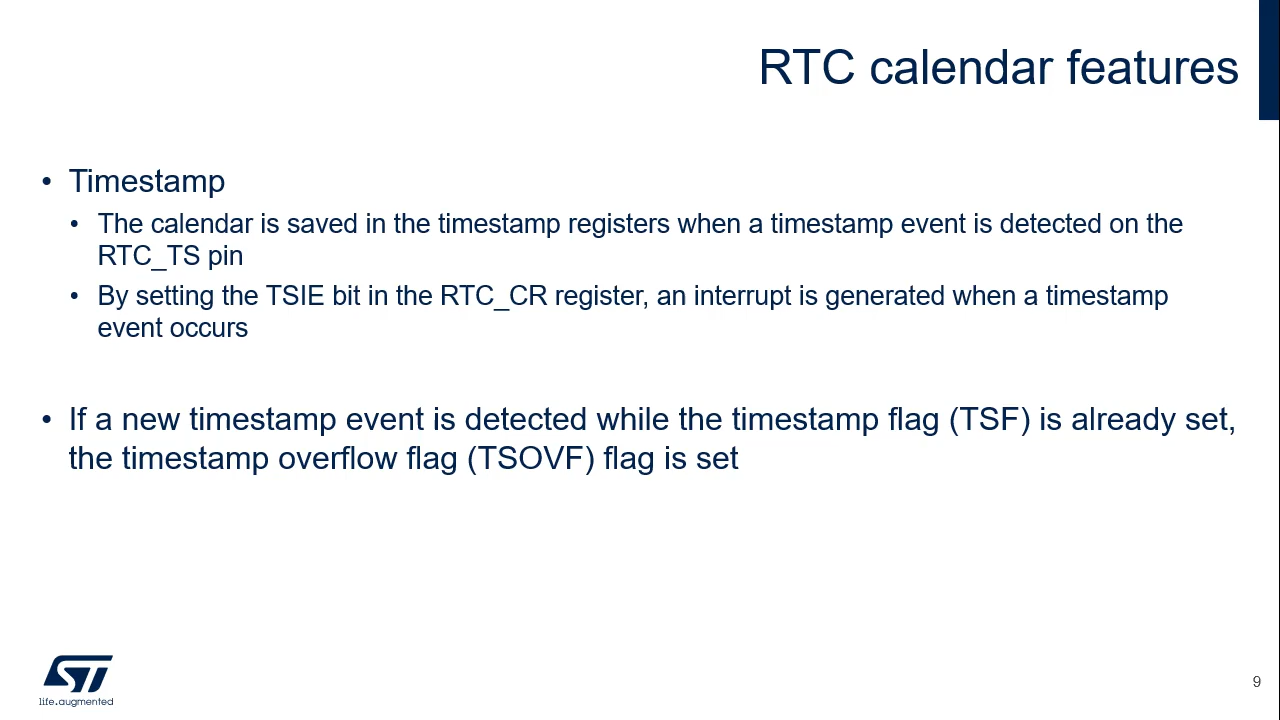 RTC calendar features
• Timestamp
• The calendar is saved in the timestamp registers when a timestamp event is detected on the
RTC_TS pin
• By setting the TSIE bit in the RTC_CR register, an interrupt is generated when a timestamp
event occurs
• If a new timestamp event is detected while the timestamp flag (TSF) is already set,
the timestamp overflow flag (TSOVF) flag is set
ST
life.augmented
9